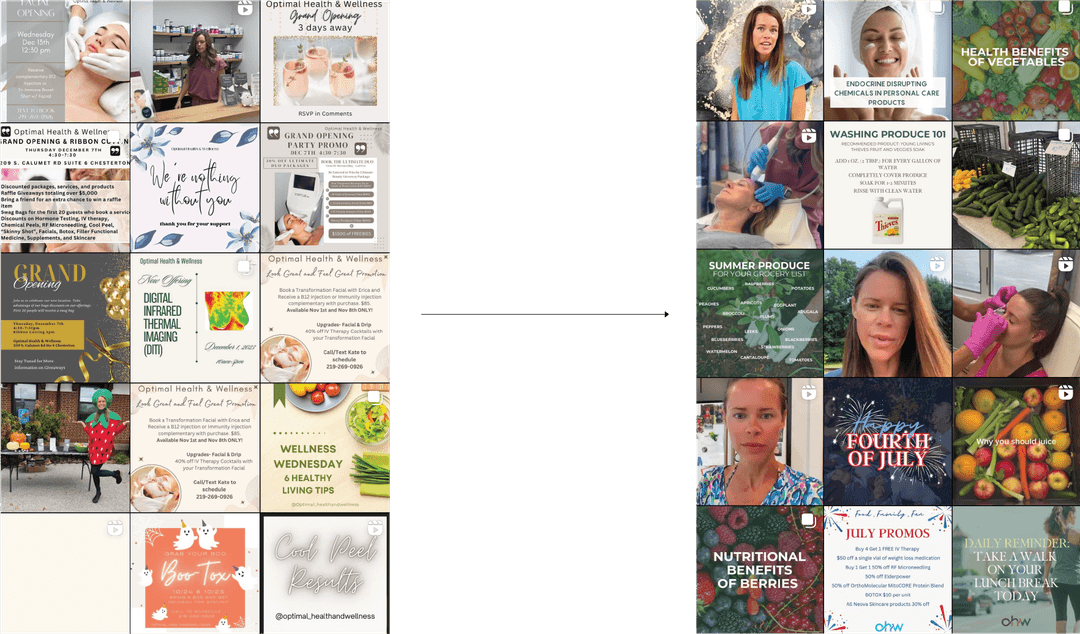 FACIAL
OPENING
Wednesday
Dec 13th
12:30 pm
Receive
Optimal Health & Wellness
Grand Opening
3 days away
RSVP in Comments
Optimal Health & Wellness
GRAND OPENING & RIBBON
THURSDAY DECEMBER 7TH
4:30-7:30
S. CALUMET RD SUITE 6 CHESTERTON
Discounted packages, services, and products
Raffle Giveaways totaling over $5,000
Bring a friend for an extra chance to win a raffle
item
Swag Bags for the first 20 guests who book a service
Discounts on Hormone Testing, IV therapy,
Chemical Peels, RF Microneedling, Cool Peel,
"Skinny Shot", Facials, Botox, Filler Functional
Medicine, Supplements, and Skincare
Optimal Health & Wellness
We're nothing
without you
thank you for your support
Optimal Health & Wellness
GRAND OPENING
PARTY PROMO
DEC 7TH 4:30-7:30
10% OFF ULTIMATE
DUO PACKAGES
BOOK THE ULTIMATE DUO
GRAND
Opening
Thursday, December 7th
4:30-7:30pm
Optimal Health & Wellness
Stay Tuned for More
Information on Giveaways
Optimal Health & Wellness
New Offering
DIGITAL
INFRARED
THERMAL
IMAGING
(DITI)
December 1, 2023
Optimal Health & Wellness
Look Great and Feel Great Promotion
Book a Transformation Facial with Erica and
Receive a B12 injection or Immunity injection
complementary with purchase. $85.
Available Nov 1st and Nov 8th ONLY!
Upgrades- Facial & Drip
40% off IV Therapy Cocktails with
your Transformation Facial
Call/Text Kate to
schedule
219-269-0926
Optimal Health & Wellness
Look Great and Feel Great Promotion
Book a Transformation Facial with Erica and
Receive a B12 injection or Immunity injection
complementary with purchase. $85.
Available Nov 1st and Nov 8th ONLY!
Upgrades- Facial & Drip
40% off IV Therapy Cocktails with
your Transformation Facial
Call/Text Kate to
schedule
219-269-0926
WELLNESS
WEDNESDAY
6 HEALTHY
LIVING TIPS
@Optimal_healthandwellness
GRAB YOUR BOO
Boo Tox
10/24 & 10/23
Cool Peel
Results
@optimal_healthandwellness
ENDOCRINE DISRUPTING
CHEMICALS IN PERSONAL CARE
PRODUCTS
HEALTH BENEFITS
OF VEGETABLES
WASHING PRODUCE 101
RECOMMENDED PRODUCT: YOUNG LIVING'S
THIEVES FRUIT AND VEGGIE SOAK
ADD 1 OZ. (2 TBSP.) FOR EVERY GALLON OF
WATER
COMPLETELY COVER PRODUCE
SOAK FOR 1-2 MINUTES
RINSE WITH CLEAN WATER
Thieves
SUMMER PRODUCE
FOR YOUR GROCERY LIST
RASPBERRIES
CUCUMBERS
POTATOES
PEACHES
APRICOTS
EGGPLANT
BROCCOLI
PLUMS
ARUGULA
PEPPERS
LEEKS
ONIONS
BLUEBERRIES
BLACKBERRIES
STRAWBERRIES
WATERMELON
CANTALOUPE
TOMATOES
Happy
FOURTH
OF JULY
Why you should juice
NUTRITIONAL
BENEFITS
OF BERRIES
Food, Family, Fun
JULY PROMOS
Buy 4 Get 1 FREE IV Therapy
$50 off a single vial of weight loss medication
Buy 1 Get 1 50% off RF Microneedling
50% off Elderpower
50% off OrthoMolecular MitoCORE Protein Blend
BOTOX $10 per unit
All Neova Skincare products 20% off
ohw
DAILY REMINDER:
TAKE A WALK
ON YOUR
LUNCH BREAK
TODAY
ohw